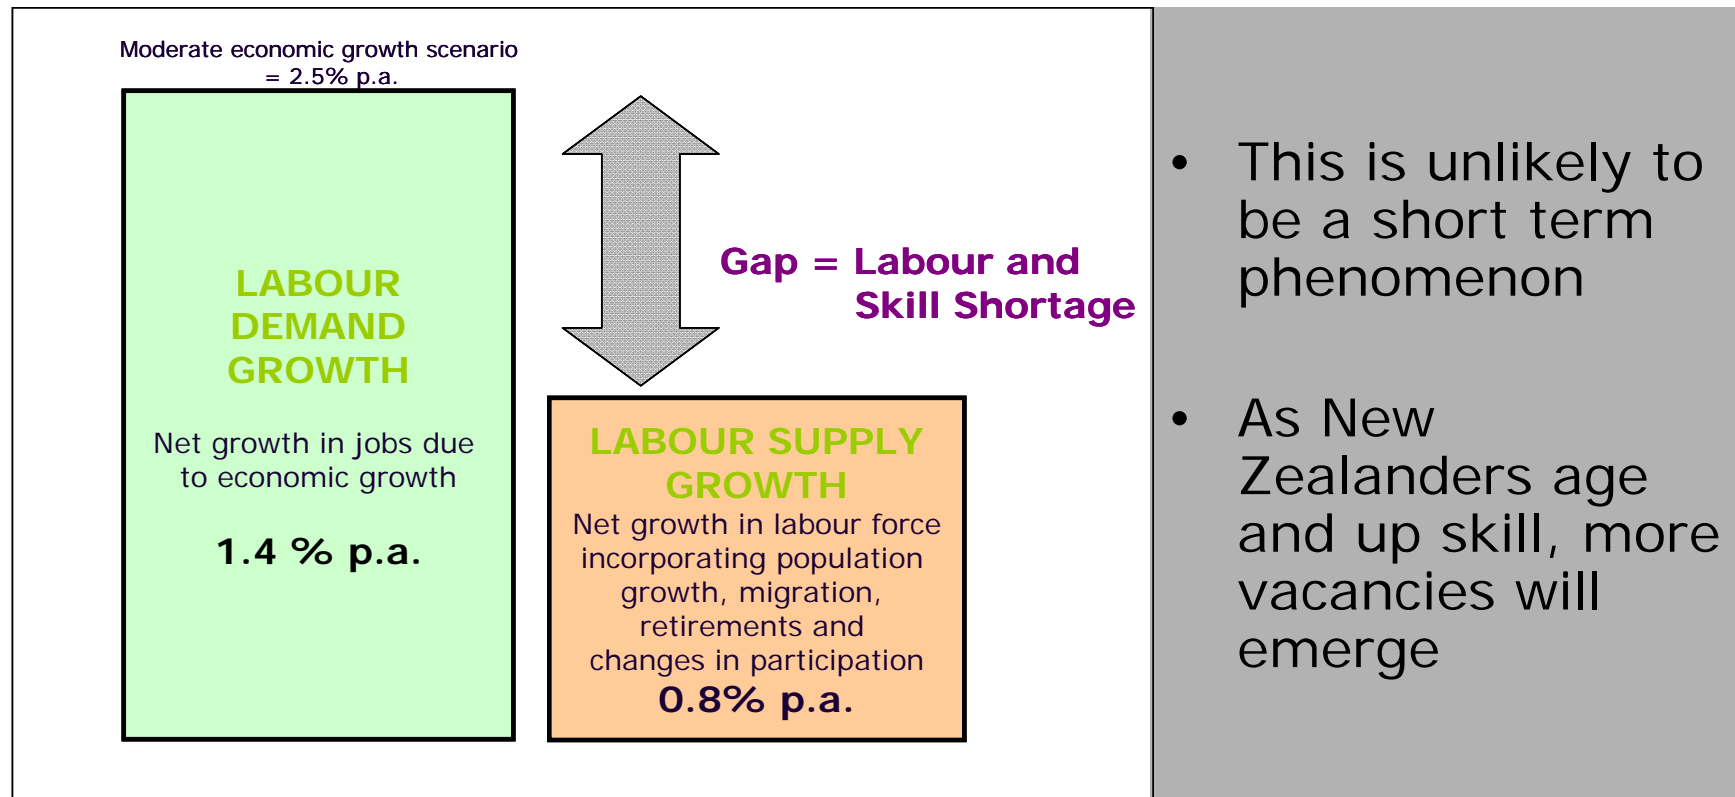 Moderate economic growth scenario
= 2.5% p.a.
LABOUR
DEMAND
GROWTH
Net growth in jobs due
to economic growth
1.4 % p.a.
Gap = Labour and
Skill Shortage
LABOUR SUPPLY
GROWTH
Net growth in labour force
incorporating population
growth, migration,
retirements and
changes in participation
0.8% p.a.
• This is unlikely to
be a short term
phenomenon
• As New
Zealanders age
and up skill, more
vacancies will
emerge